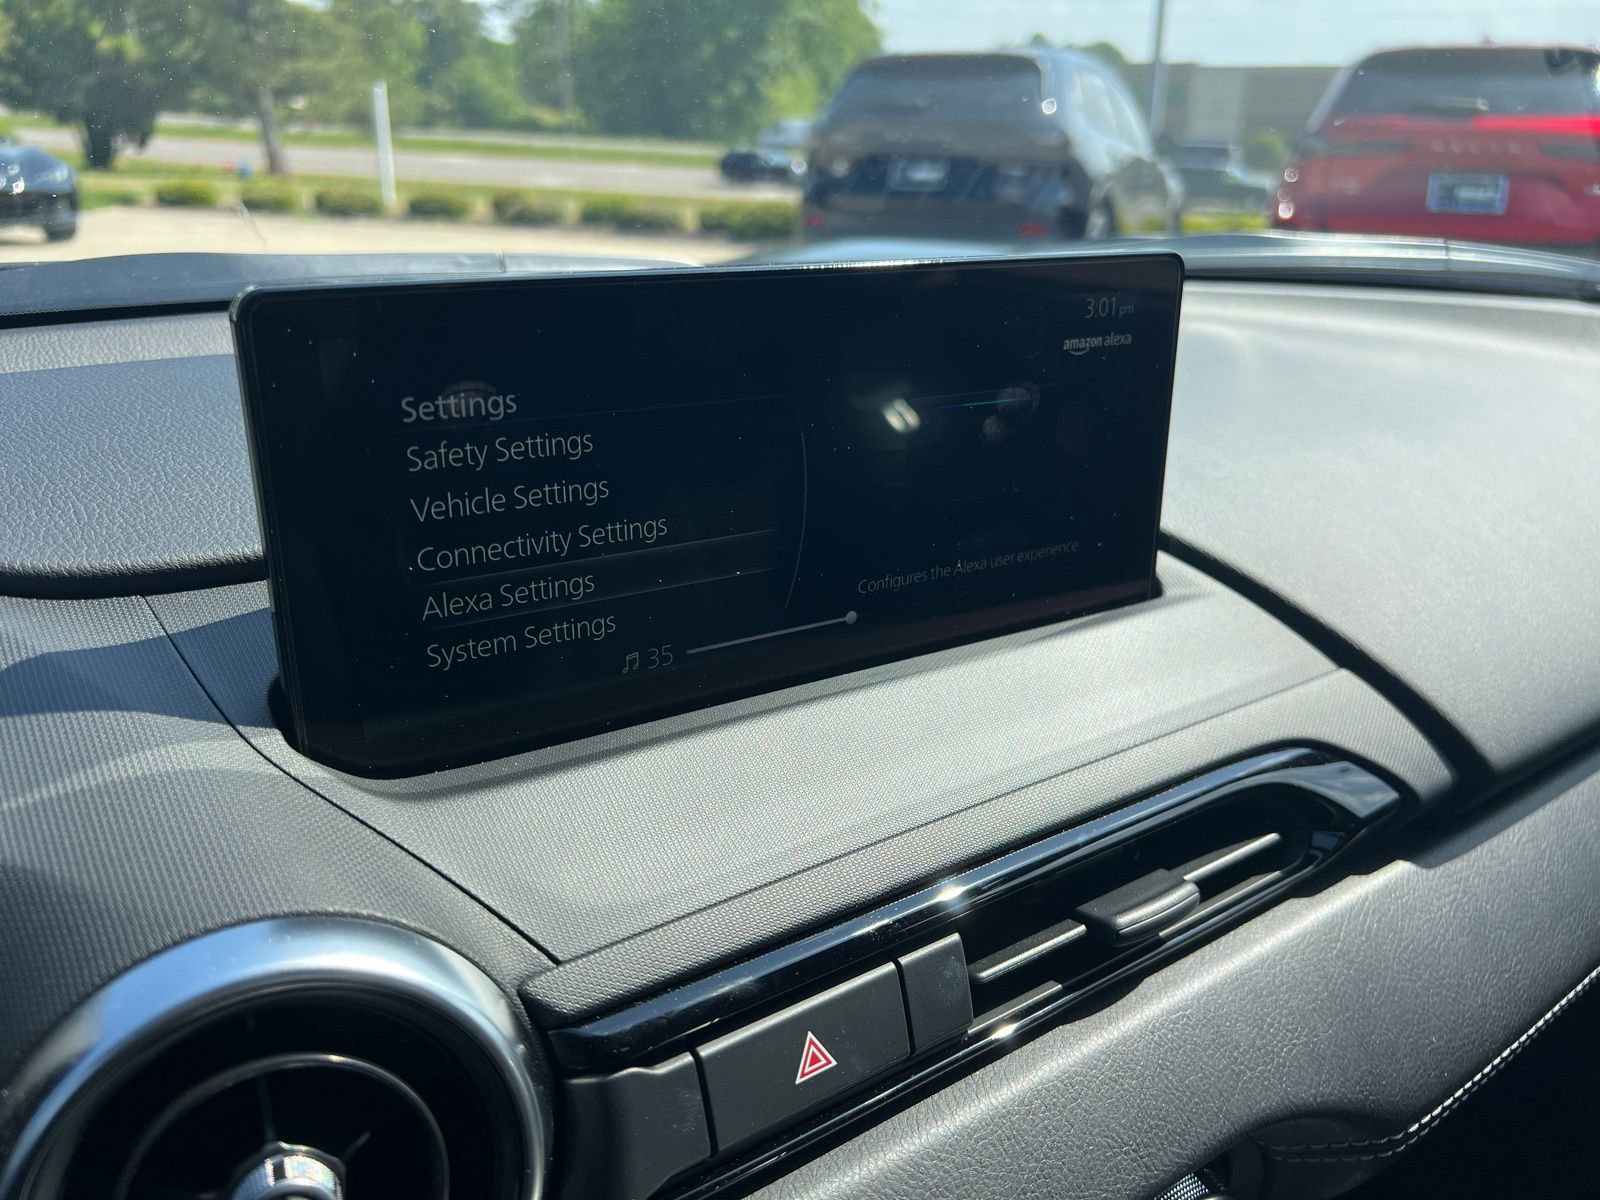 3:01 pm
amazon alexa
Settings
Safety Settings
Vehicle Settings
Connectivity Settings
Alexa Settings
System Settings
Configures the Alexa user experience.
35